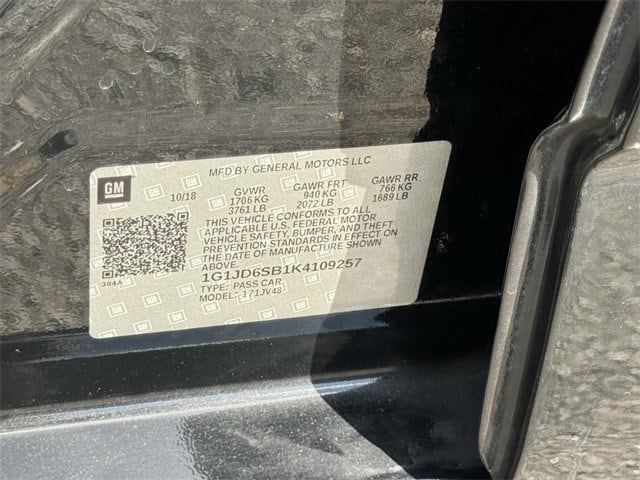 MFD BY GENERAL MOTORS LLC
GM
10/18 GVWR GAWR FRT GAWR RR
1706 KG 940 KG 766 KG
3761 LB 2072 LB 1689 LB
THIS VEHICLE CONFORMS TO ALL
APPLICABLE U.S. FEDERAL MOTOR
VEHICLE SAFETY, BUMPER, AND THEFT
PREVENTION STANDARDS IN EFFECT ON
THE DATE OF MANUFACTURE SHOWN
ABOVE.
384A
1G1JD6SB1K4109257
TYPE: PASS CAR
MODEL: 171JV48